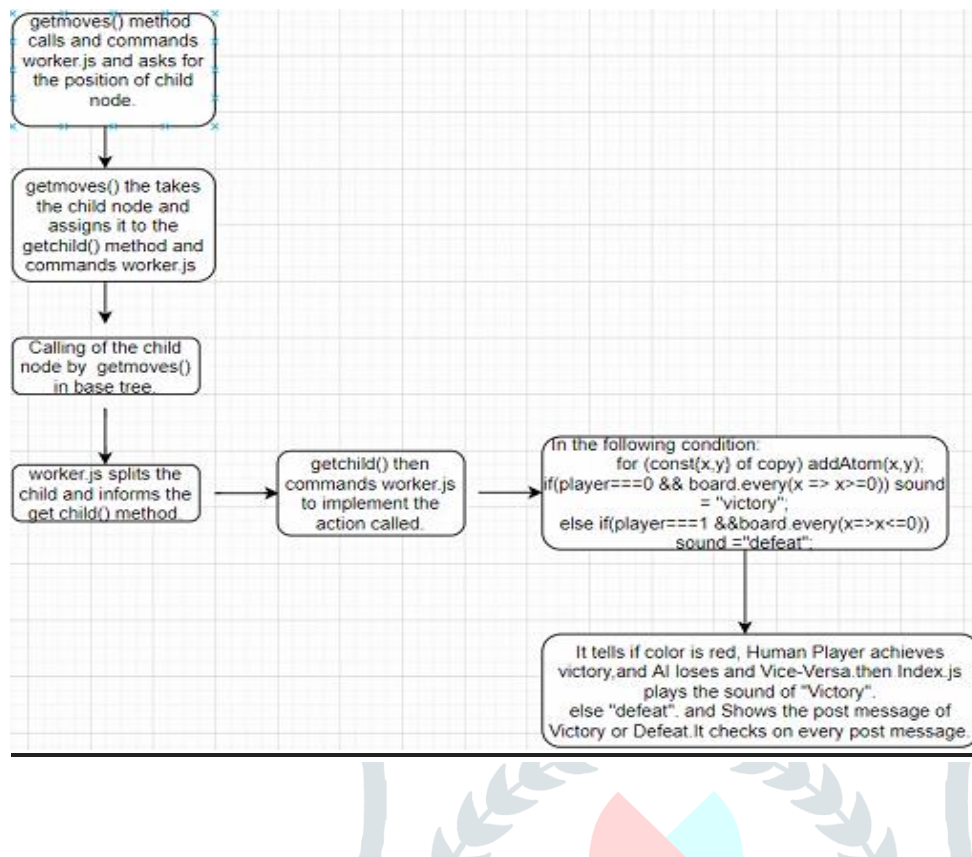 getmoves() method
calls and commands
worker.js and asks for
the position of child
node.
getmoves() the takes
the child node and
assigns it to the
getchild() method and
commands worker.js
Calling of the child
node by getmoves()
in base tree.
worker.js splits the
child and informs the
get child() method
getchild() then
commands worker.js
to implement the
action called.
In the following condition:
for (const{x,y} of copy) addAtom(x,y);
if(player===0 && board.every(x => x>=0)) sound
= "victory";
else if(player===1 &&board.every(x=>x<=0))
sound ="defeat";
It tells if color is red, Human Player achieves
victory,and AI loses and Vice-Versa.then Index.js
plays the sound of "Victory".
else "defeat". and Shows the post message of
Victory or Defeat.It checks on every post message.